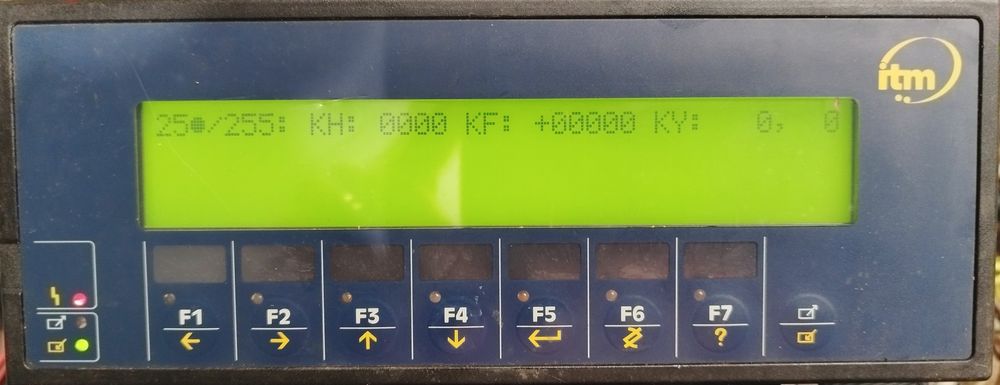 itm
25●/255: KH: 0000 KF: +00000 KY: 0, 0
F1 F2 F3 F4 F5 F6 F7
← → ↑ ↓ ↵ ?